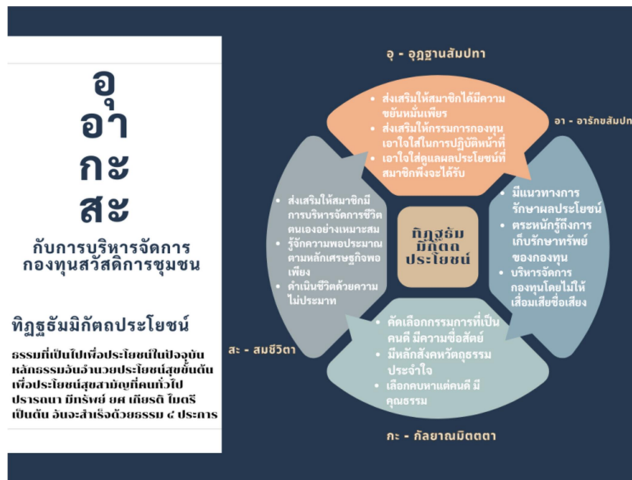 อุ
อา
กะ
สะ
กับการบริหารจัดการ
กองทุนสวัสดิการชุมชน
ทิฏฐธัมมิกัตถประโยชน์
ธรรมที่เป็นไปเพื่อประโยชน์ในปัจจุบัน
หลักธรรมอันอำนวยประโยชน์สุขขั้นต้น
เพื่อประโยชน์สุขสามัญที่คนทั่วไป
ปรารถนา มีทรัพย์ ยศ เกียรติ ไมตรี
เป็นต้น อันจะสำเร็จด้วยธรรม ๔ ประการ
อุ - อุฏฐานสัมปทา
• ส่งเสริมให้สมาชิกได้มีความ
ขยันหมั่นเพียร
• ส่งเสริมให้กรรมการกองทุน
เอาใจใส่ในการปฏิบัติหน้าที่
• เอาใจใส่ดูแลผลประโยชน์ที่
สมาชิกพึงจะได้รับ
อา - อารักขสัมปท
• มีแนวทางการ
รักษาผลประโยชน์
• ตระหนักรู้ถึงการ
เก็บรักษาทรัพย์
ของกองทุน
• บริหารจัดการ
กองทุนโดยไม่ให้
เสื่อมเสียชื่อเสียง
ทิฏฐธัม
มิกัตถ
ประโยชน์
• ส่งเสริมให้สมาชิกมี
การบริหารจัดการชีวิต
ตนเองอย่างเหมาะสม
• รู้จักความพอประมาณ
ตามหลักเศรษฐกิจพอ
เพียง
• ดำเนินชีวิตด้วยความ
ไม่ประมาท
สะ - สมชีวิตา
• คัดเลือกกรรมการที่เป็น
คนดี มีความซื่อสัตย์
• มีหลักสังคหวัตถุธรรม
ประจำใจ
• เลือกคบหาแต่คนดี มี
คุณธรรม
กะ - กัลยาณมิตตตา